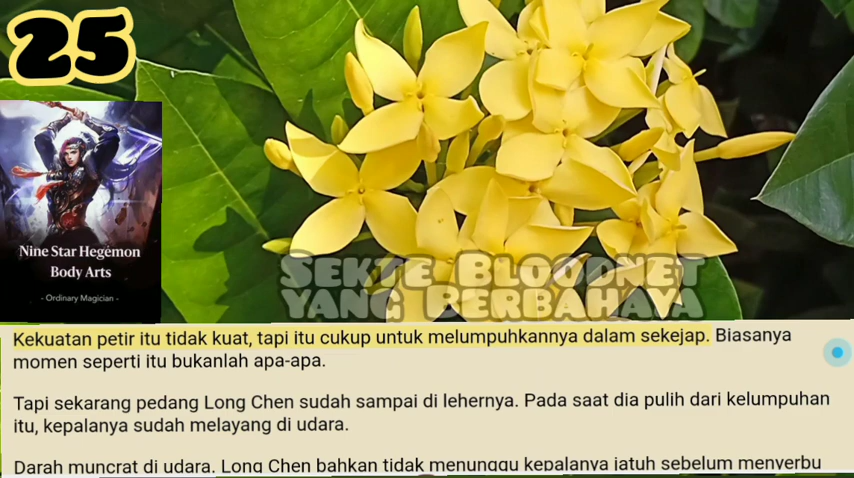 25
Nine Star Hegemon
Body Arts
- Ordinary Magician -
Sekte Bloodnet
yang Berbahaya
Kekuatan petir itu tidak kuat, tapi itu cukup untuk melumpuhkannya dalam sekejap. Biasanya
momen seperti itu bukanlah apa-apa.
Tapi sekarang pedang Long Chen sudah sampai di lehernya. Pada saat dia pulih dari kelumpuhan
itu, kepalanya sudah melayang di udara.
Darah muncrat di udara. Long Chen bahkan tidak menunggu kepalanya jatuh sebelum menyerbu